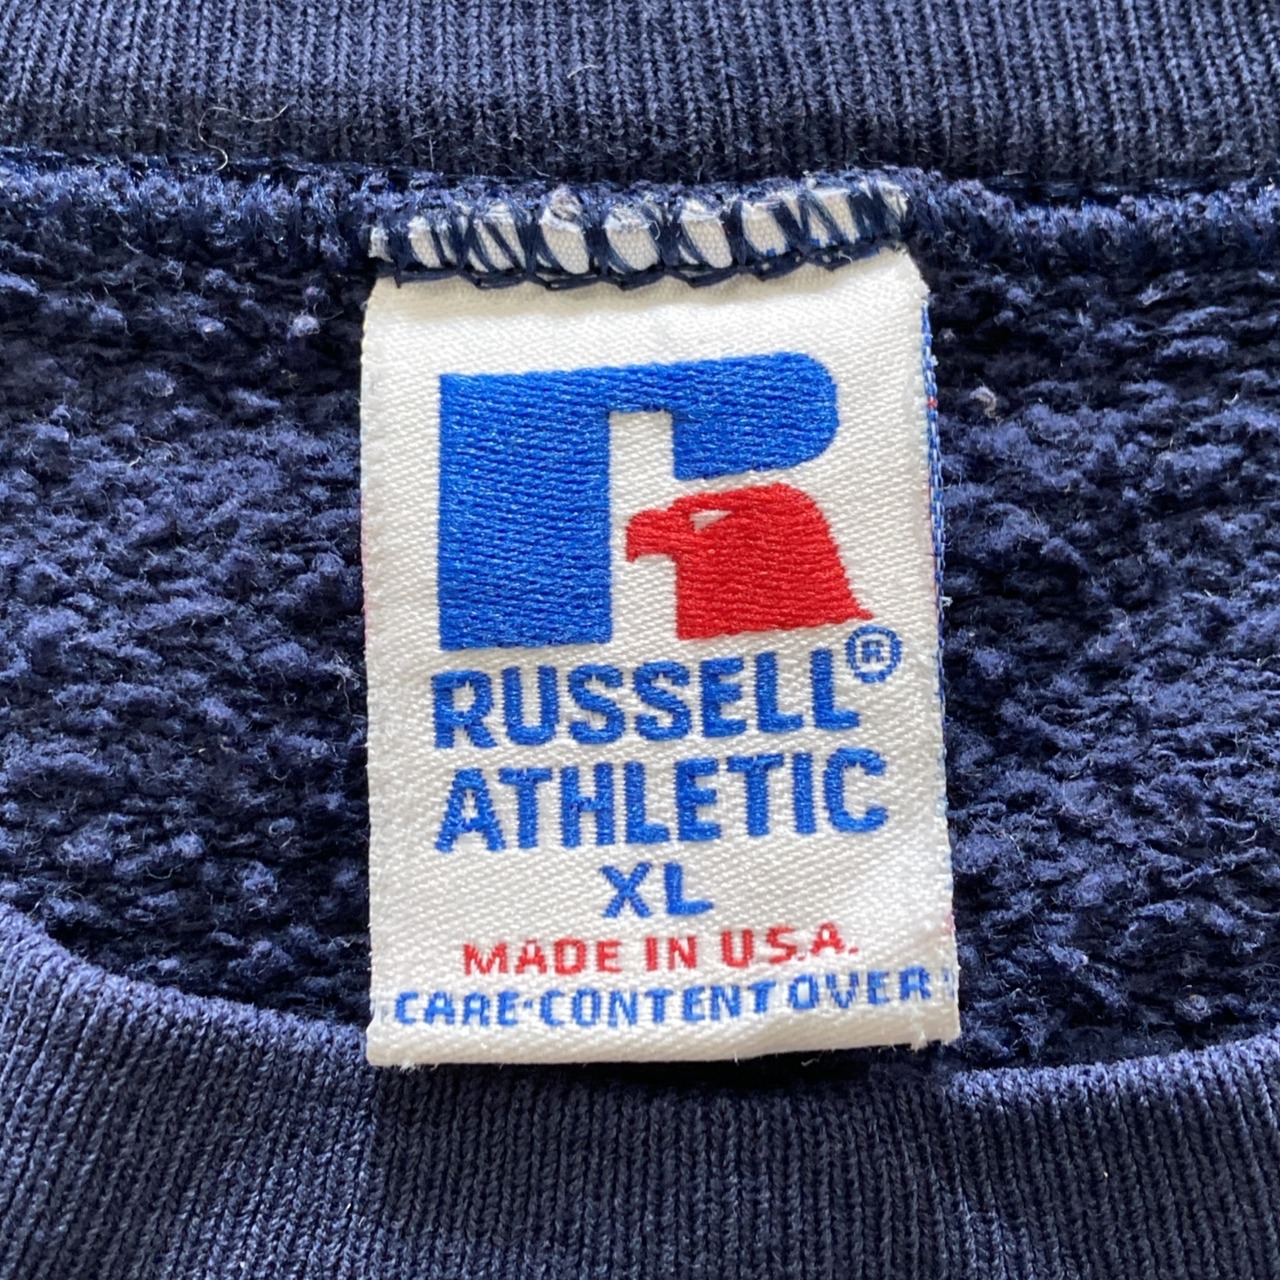 RUSSELL®
ATHLETIC
XL
MADE IN U.S.A.
CARE·CONTENT OVER